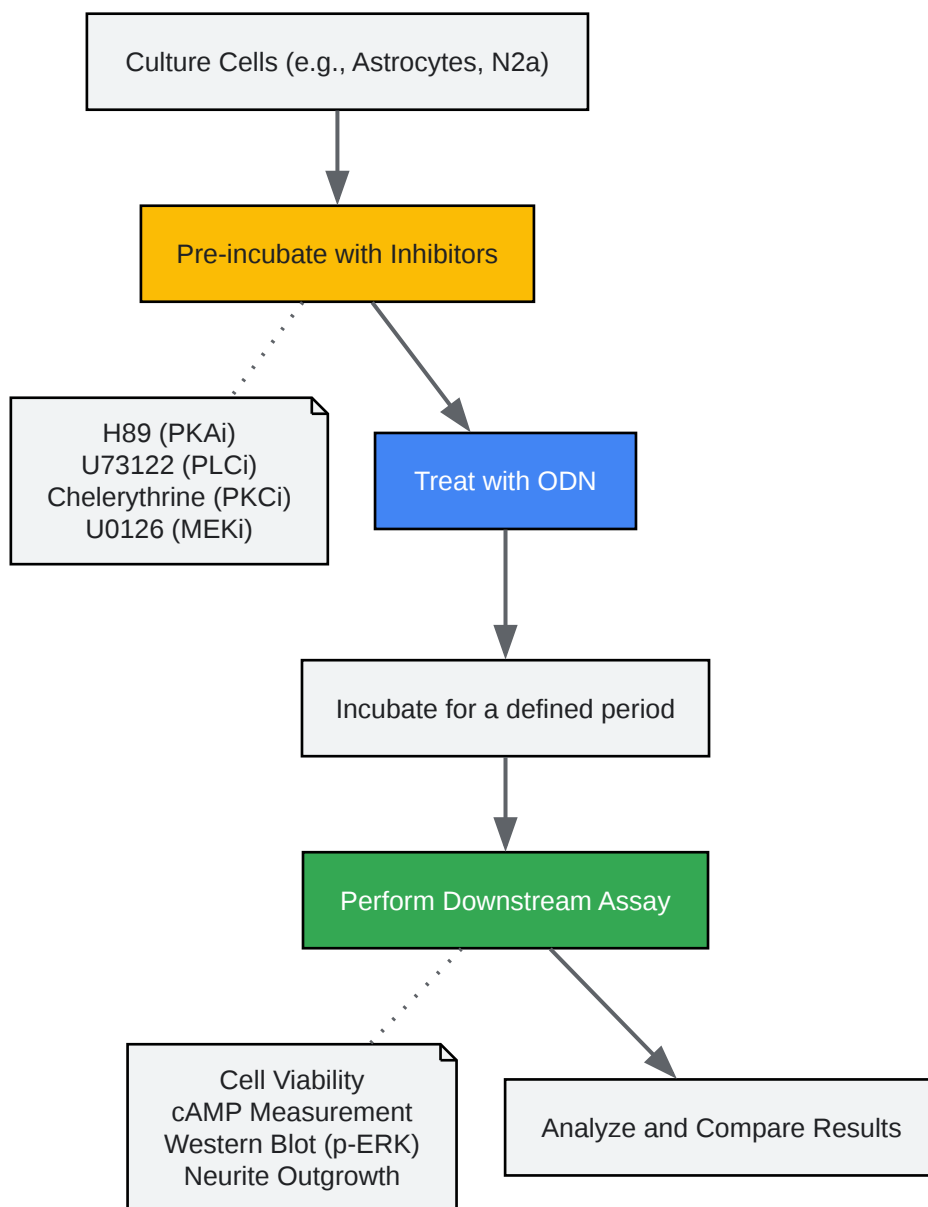 Culture Cells (e.g., Astrocytes, N2a)
Pre-incubate with Inhibitors
H89 (PKAi)
U73122 (PLCi)
Chelerythrine (PKCi)
U0126 (MEKi)
Treat with ODN
Incubate for a defined period
Perform Downstream Assay
Cell Viability
cAMP Measurement
Western Blot (p-ERK)
Neurite Outgrowth
Analyze and Compare Results